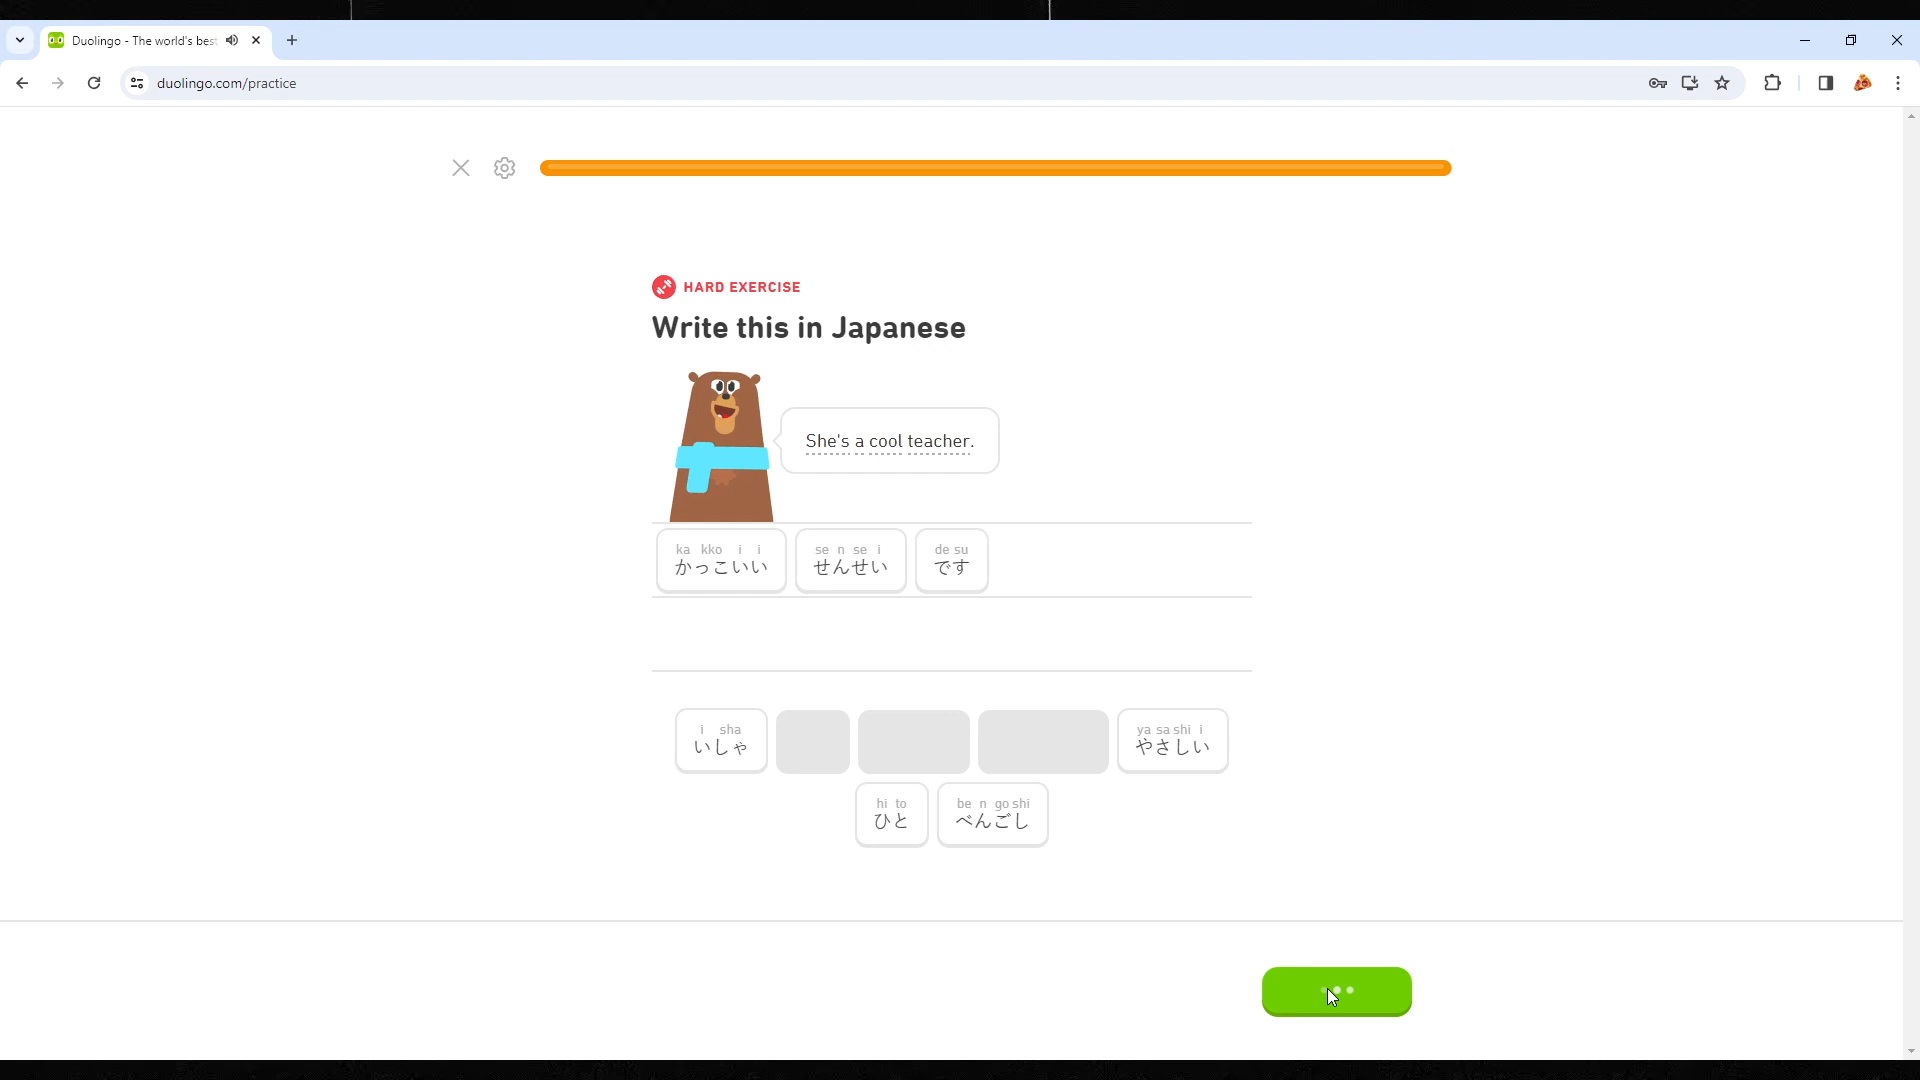 Duolingo - The world's best
duolingo.com/practice
HARD EXERCISE
Write this in Japanese
She's a cool teacher.
ka kko i i
かっこいい
se n se i
せんせい
de su
です
i sha
いしゃ
ya sa shi i
やさしい
hi to
ひと
be n go shi
べんごし